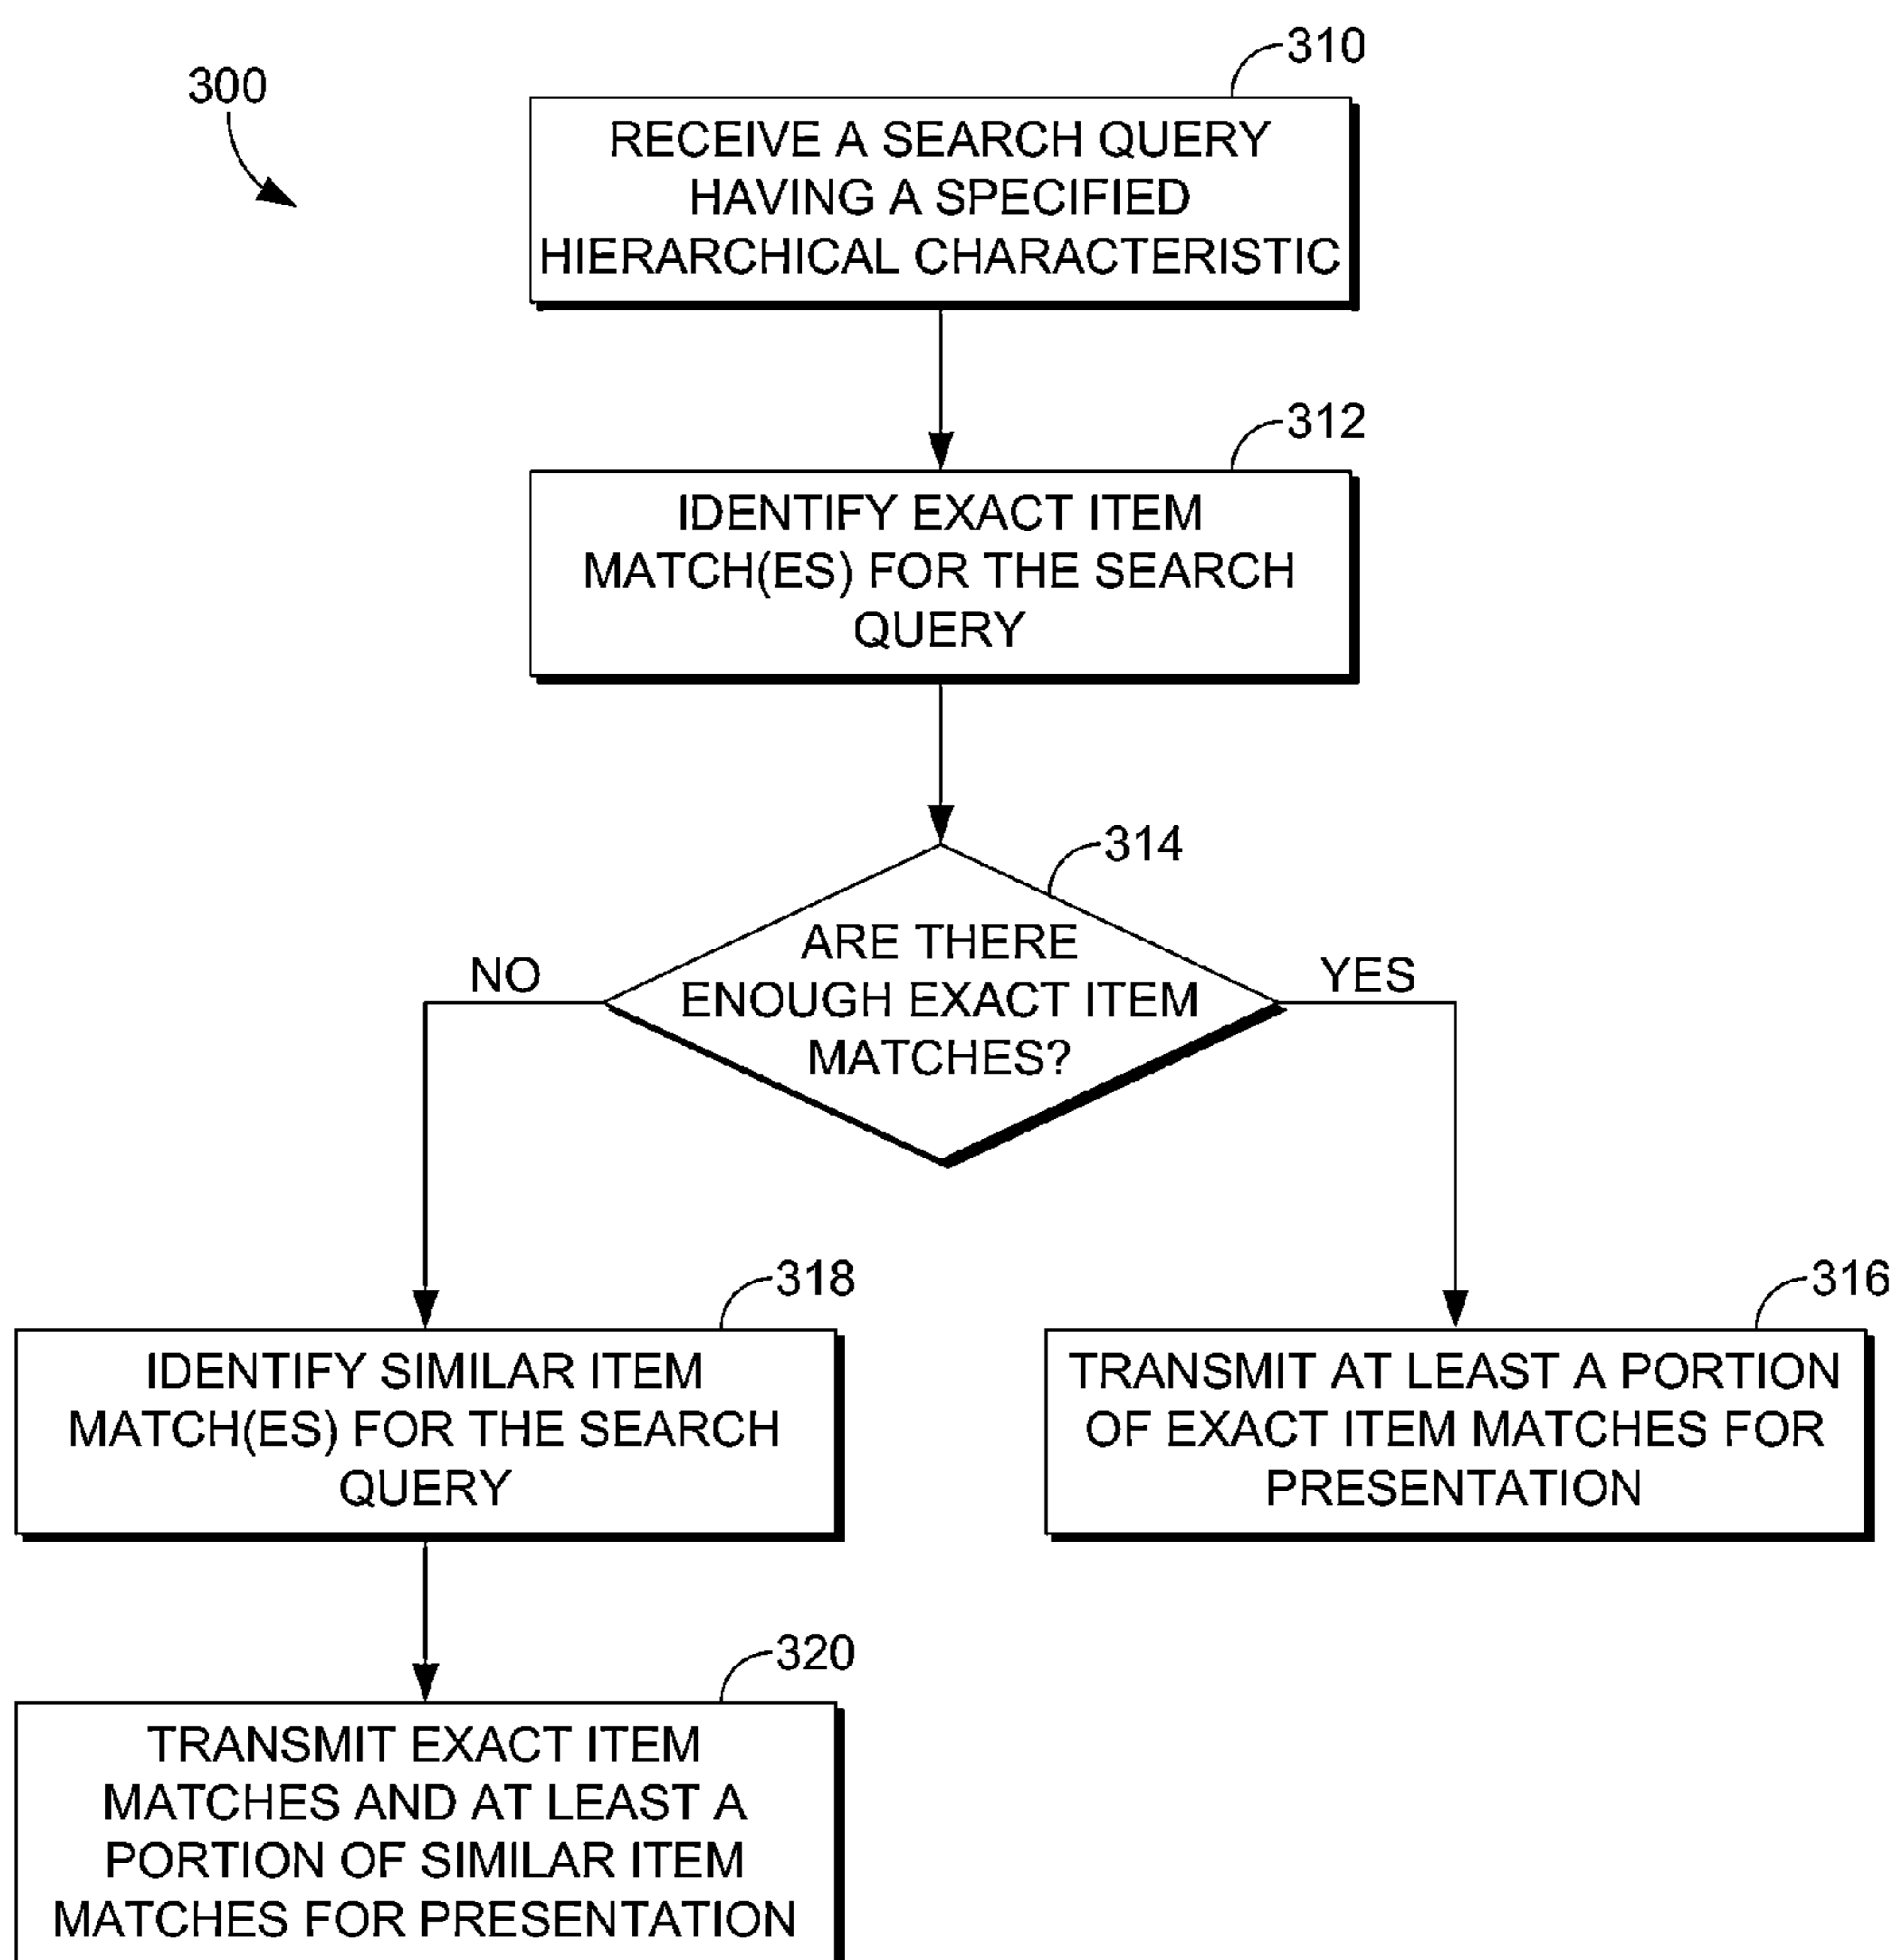 300
310
RECEIVE A SEARCH QUERY
HAVING A SPECIFIED
HIERARCHICAL CHARACTERISTIC
312
IDENTIFY EXACT ITEM
MATCH(ES) FOR THE SEARCH
QUERY
314
ARE THERE
ENOUGH EXACT ITEM
MATCHES?
NO
YES
318
IDENTIFY SIMILAR ITEM
MATCH(ES) FOR THE SEARCH
QUERY
316
TRANSMIT AT LEAST A PORTION
OF EXACT ITEM MATCHES FOR
PRESENTATION
320
TRANSMIT EXACT ITEM
MATCHES AND AT LEAST A
PORTION OF SIMILAR ITEM
MATCHES FOR PRESENTATION